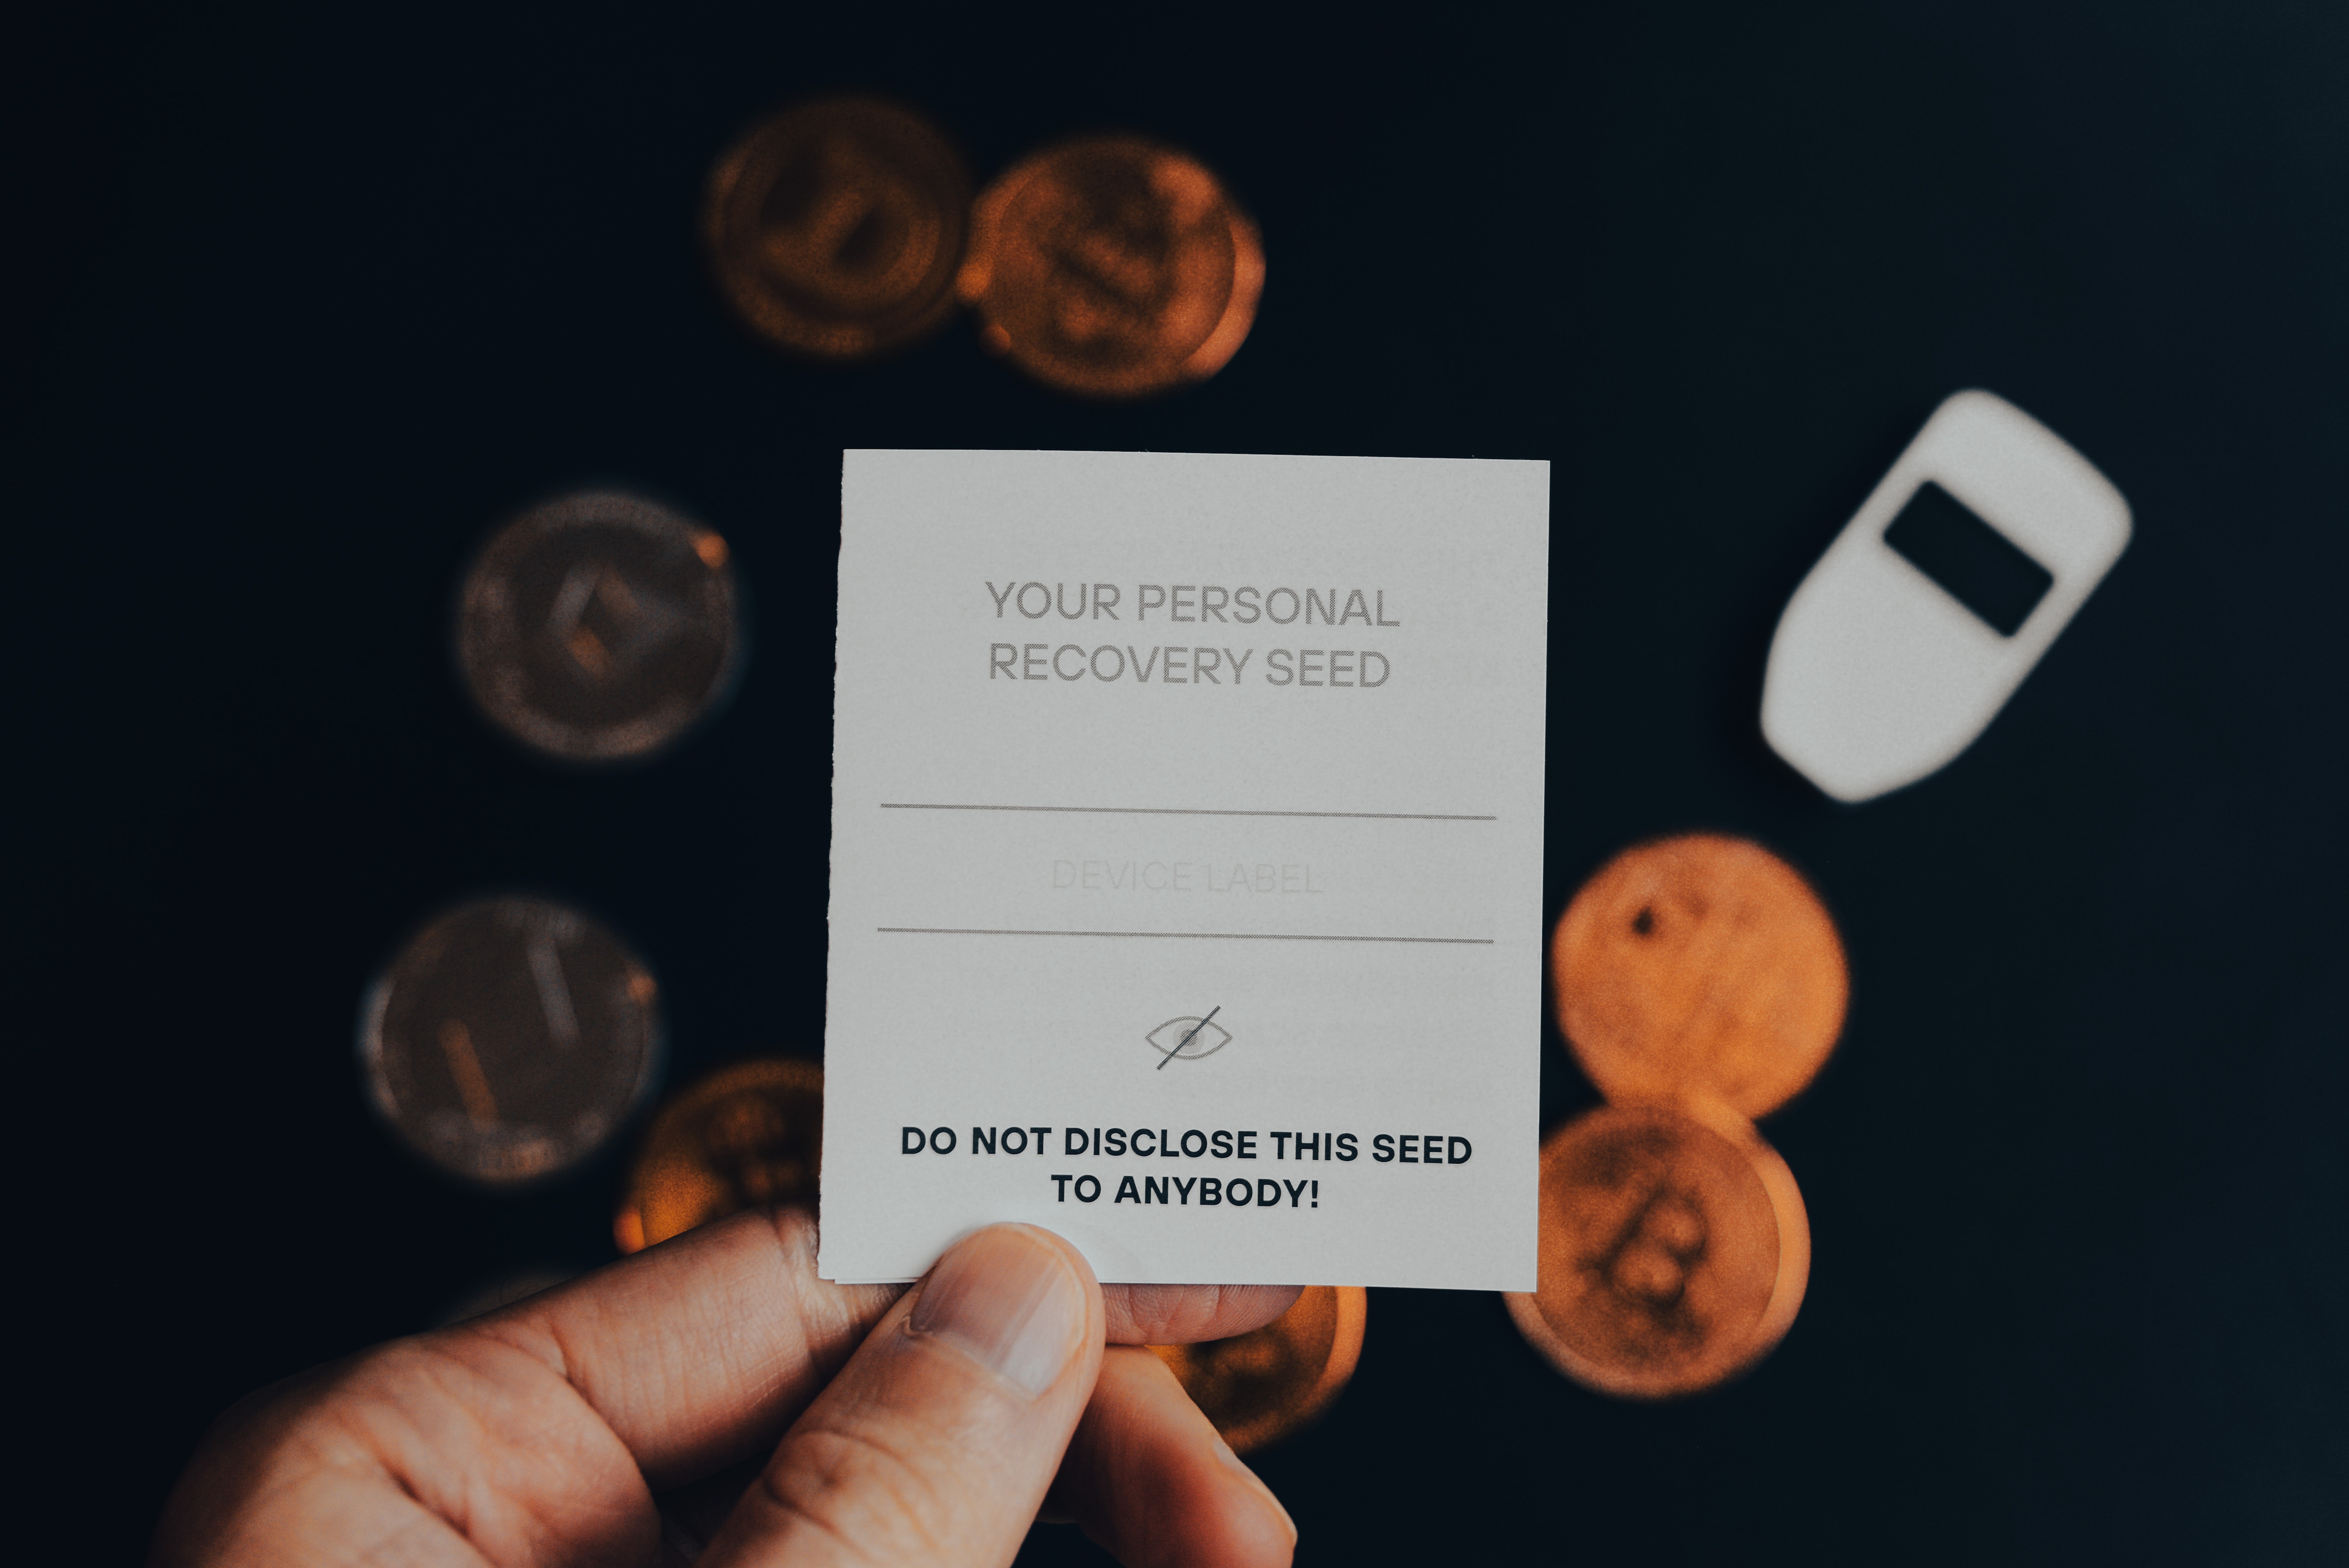 YOUR PERSONAL
RECOVERY SEED
DEVICE LABEL
DO NOT DISCLOSE THIS SEED
TO ANYBODY!